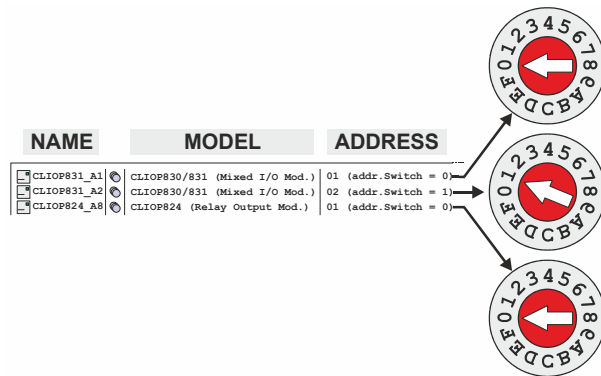 0123456789ABCDEF
NAME MODEL ADDRESS
CLIOP831_A1 CLIOP830/831 (Mixed I/O Mod.) 01 (addr.Switch = 0)
CLIOP831_A2 CLIOP830/831 (Mixed I/O Mod.) 02 (addr.Switch = 1)
CLIOP824_A8 CLIOP824 (Relay Output Mod.) 01 (addr.Switch = 0)
0123456789ABCDEF
0123456789ABCDEF